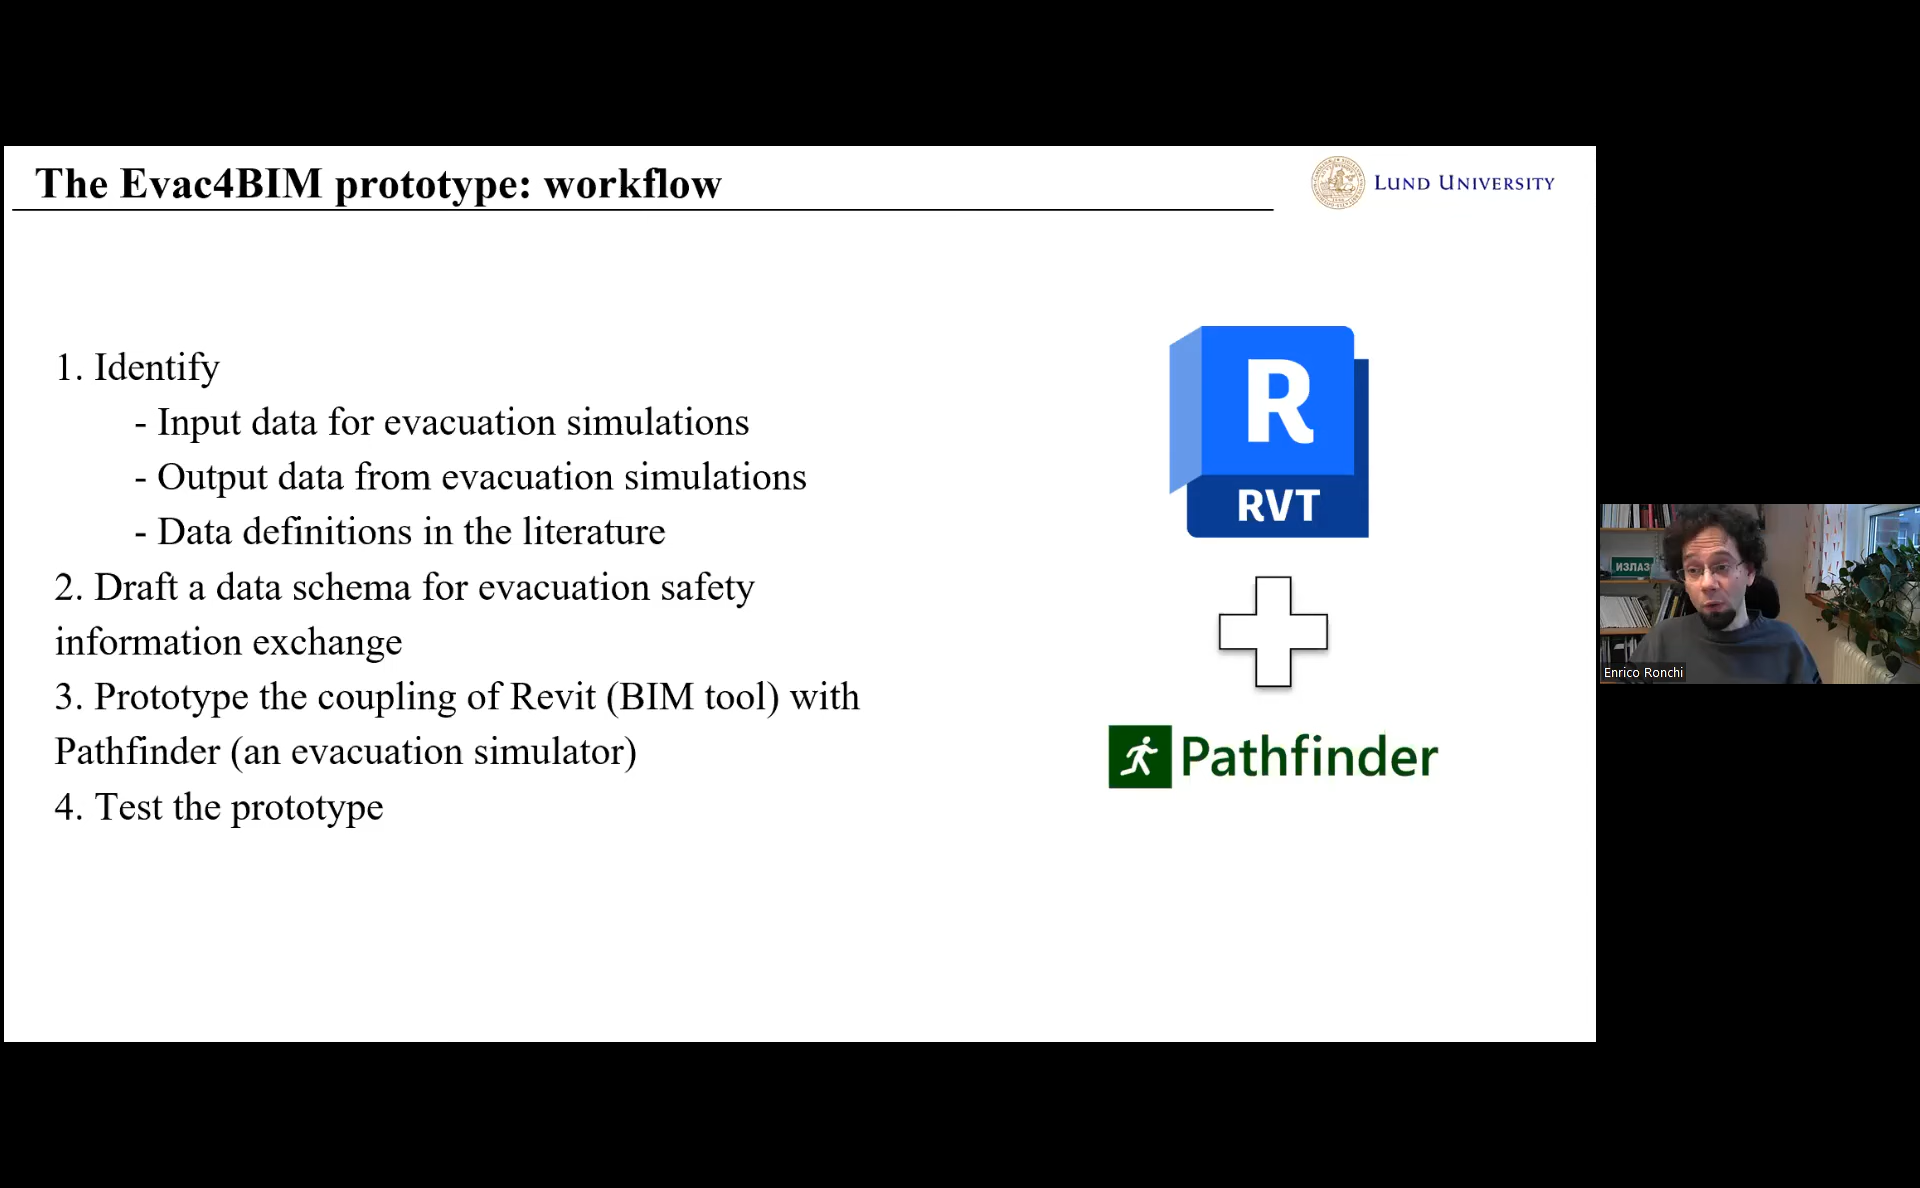 The Evac4BIM prototype: workflow
LUND UNIVERSITY
1. Identify
- Input data for evacuation simulations
- Output data from evacuation simulations
- Data definitions in the literature
2. Draft a data schema for evacuation safety
information exchange
3. Prototype the coupling of Revit (BIM tool) with
Pathfinder (an evacuation simulator)
4. Test the prototype
R
RVT
Pathfinder
ИЗЛАЗ
Enrico Ronchi